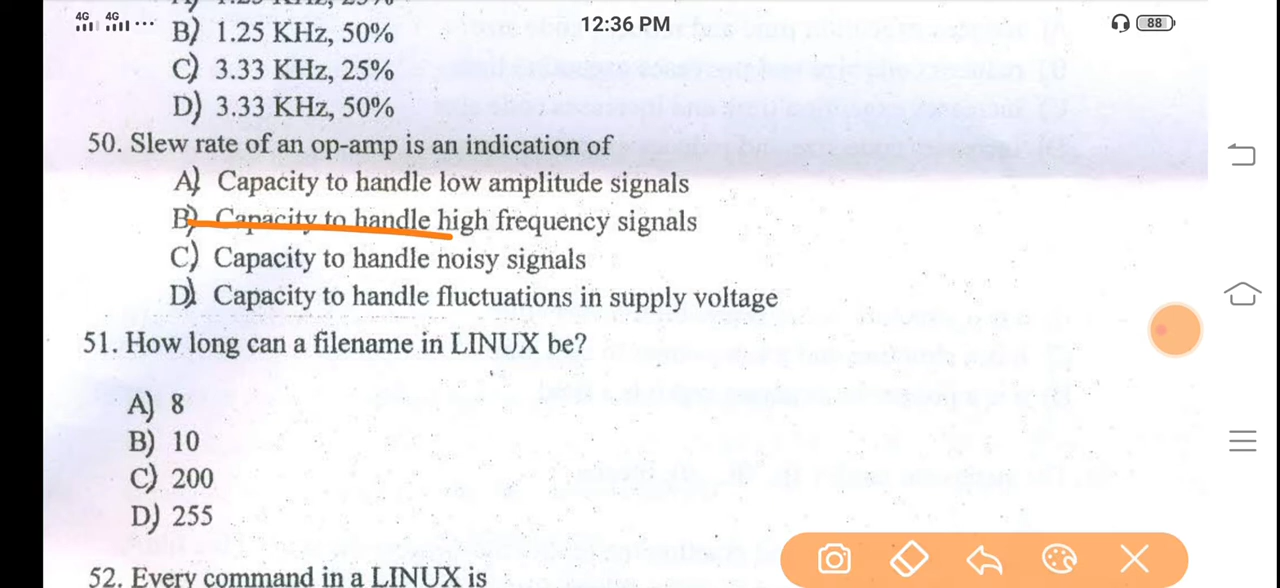 4G 4G ...
12:36 PM
88
B) 1.25 KHz, 50%
C) 3.33 KHz, 25%
D) 3.33 KHz, 50%
50. Slew rate of an op-amp is an indication of
A) Capacity to handle low amplitude signals
B) Capacity to handle high frequency signals
C) Capacity to handle noisy signals
D) Capacity to handle fluctuations in supply voltage
51. How long can a filename in LINUX be?
A) 8
B) 10
C) 200
D) 255
52. Every command in a LINUX is